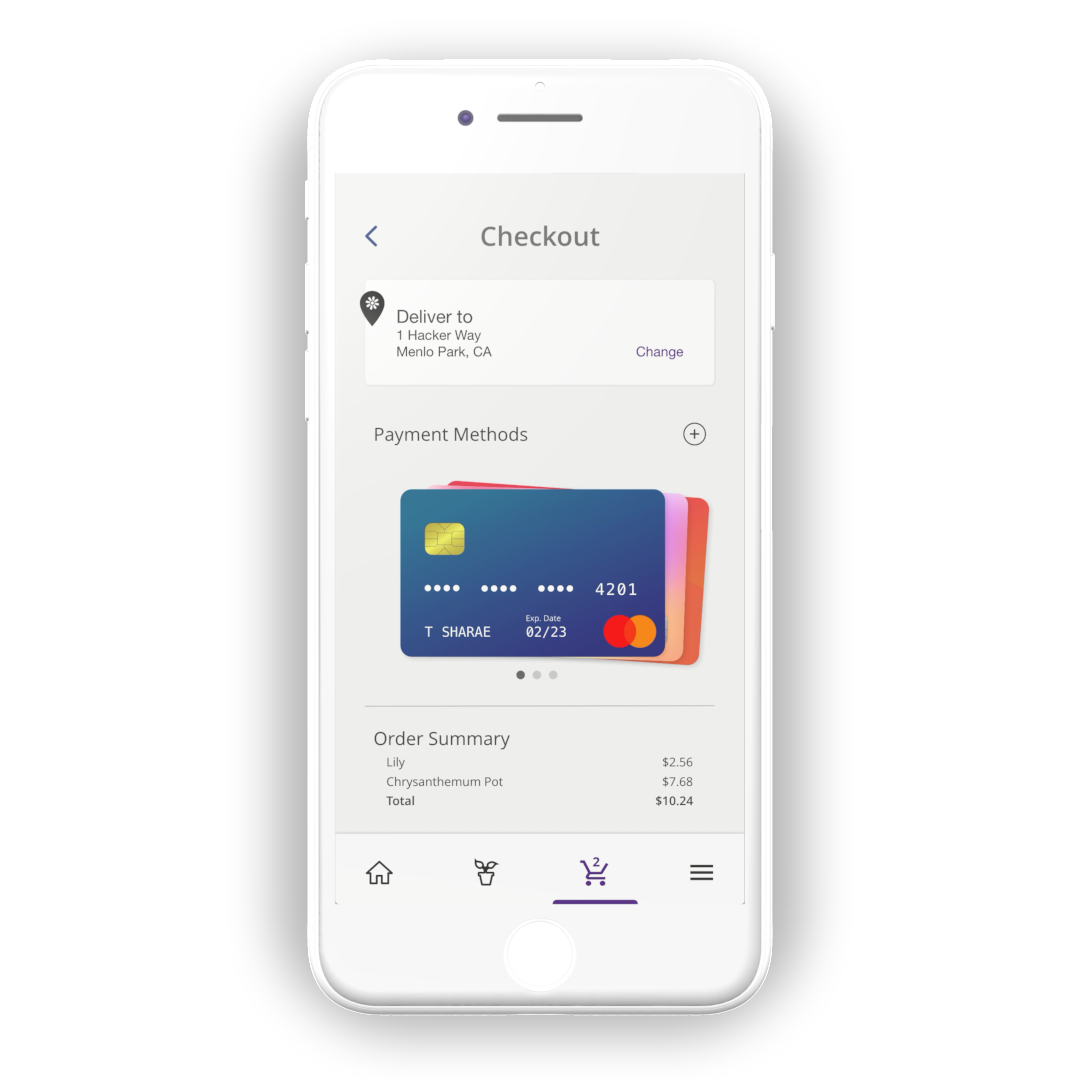 Checkout
Deliver to
1 Hacker Way
Menlo Park, CA
Change
Payment Methods
•••• •••• •••• 4201
Exp. Date
T SHARAE 02/23
Order Summary
Lily $2.56
Chrysanthemum Pot $7.68
Total $10.24
2